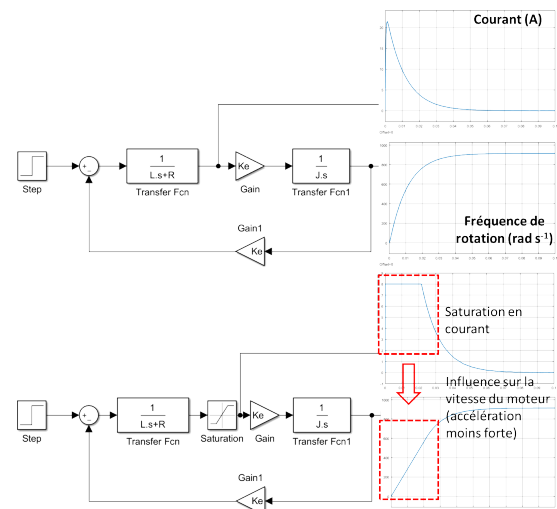 Courant (A)
Step
1
L.s+R
Transfer Fcn
Ke
Gain
1
J.s
Transfer Fcn1
Gain1
Ke
Fréquence de
rotation (rad s-1)
Saturation en
courant
Influence sur la
vitesse du moteur
(accélération
moins forte)
Step
1
L.s+R
Transfer Fcn
Saturation
Ke
Gain
1
J.s
Transfer Fcn1
Gain1
Ke